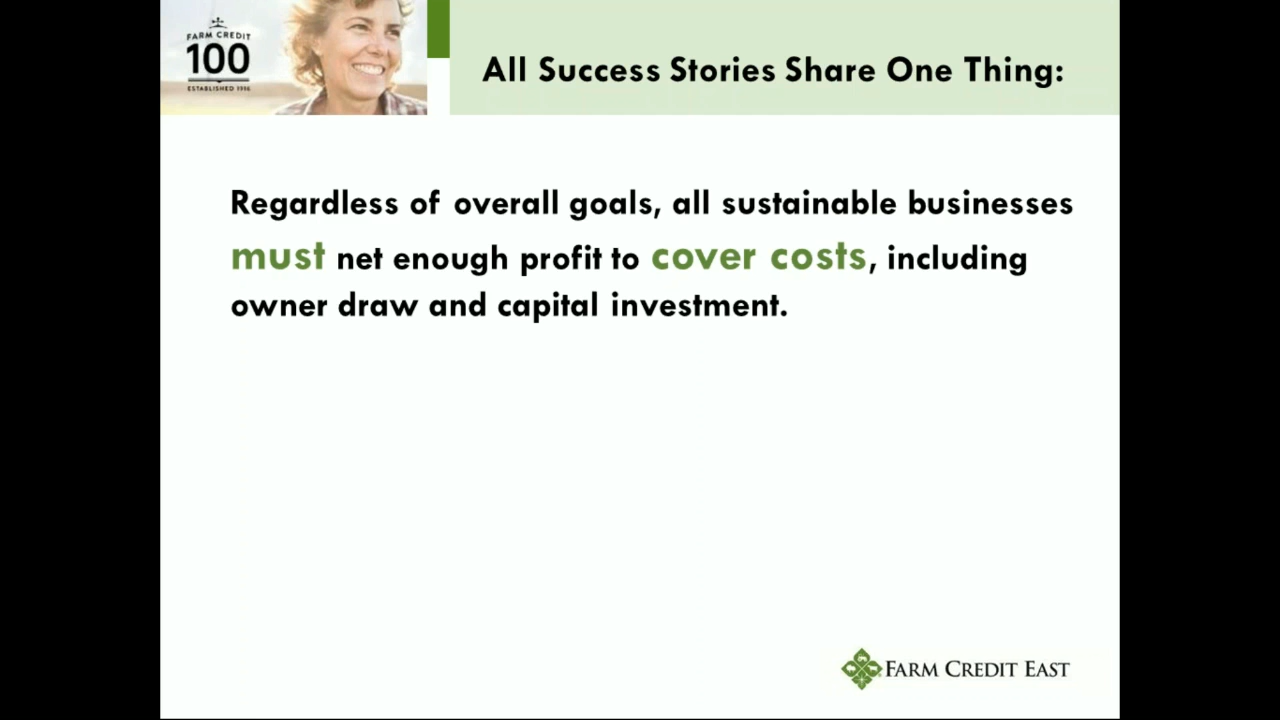 FARM CREDIT
100
ESTABLISHED 1916
All Success Stories Share One Thing:
Regardless of overall goals, all sustainable businesses
must net enough profit to cover costs, including
owner draw and capital investment.
FARM CREDIT EAST